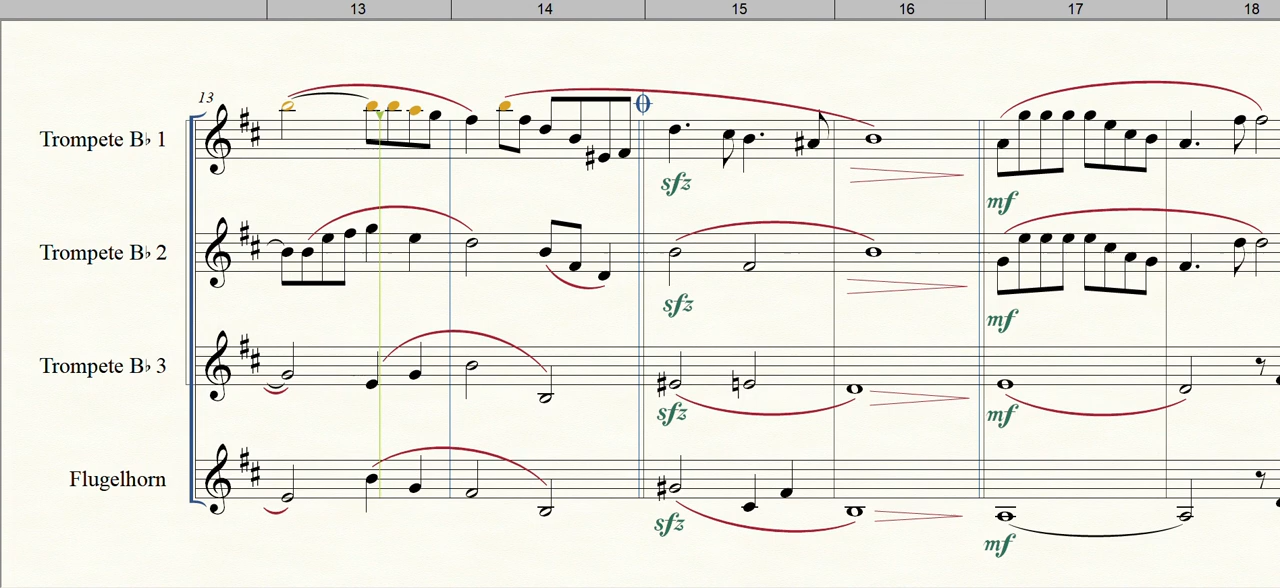 13 14 15 16 17 18
13
Trompete B♭ 1
sfz mf
Trompete B♭ 2
sfz mf
Trompete B♭ 3
sfz mf
Flugelhorn
sfz mf